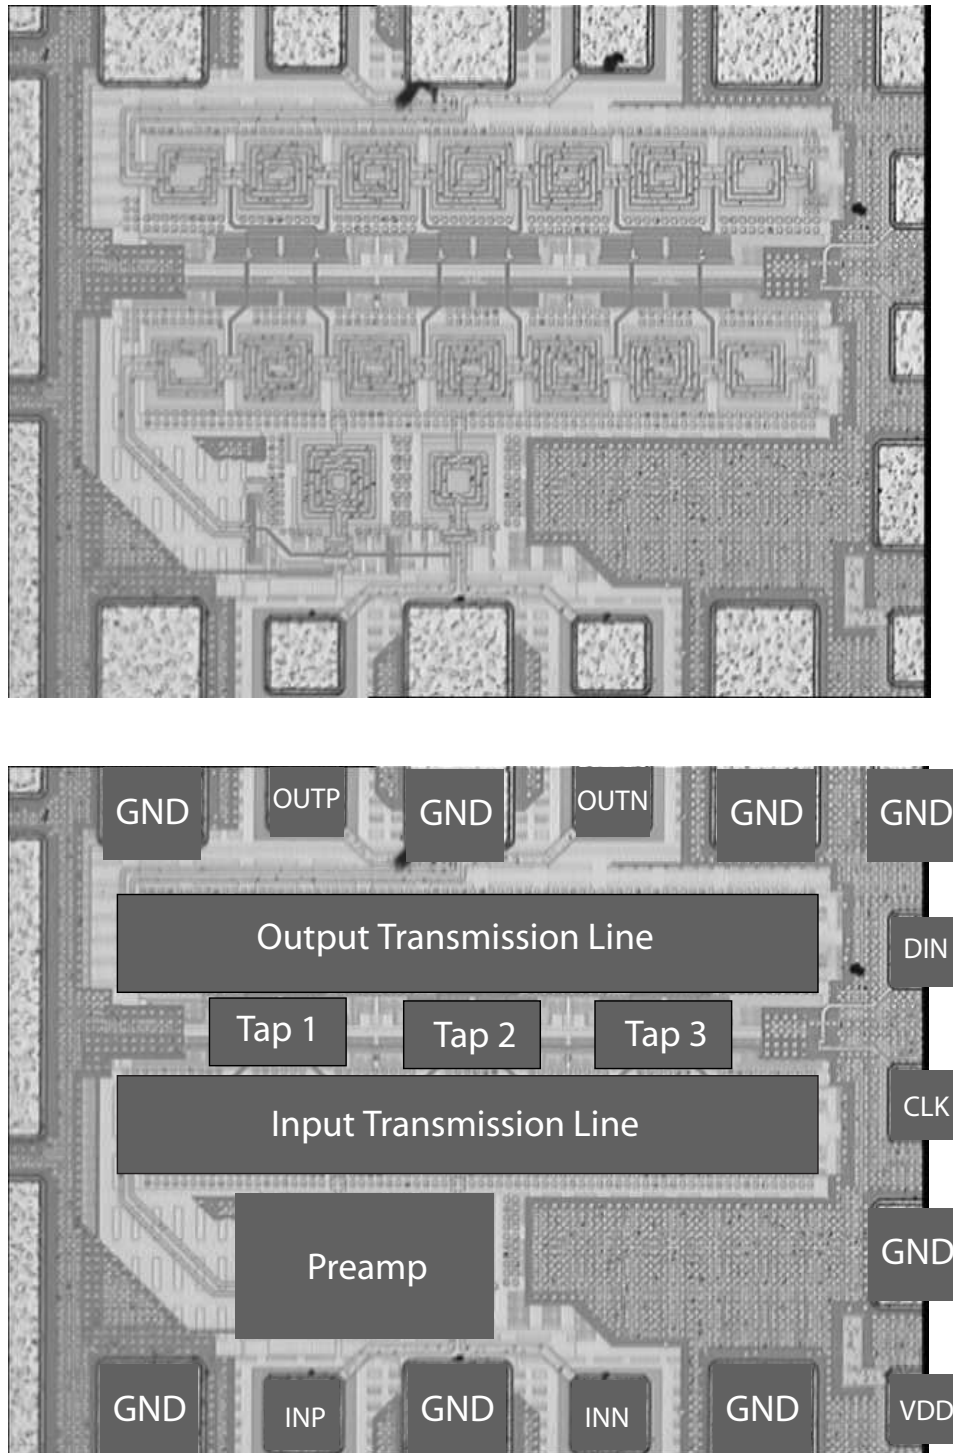 GND
OUTP
GND
OUTN
GND
GND
Output Transmission Line
DIN
Tap 1
Tap 2
Tap 3
Input Transmission Line
CLK
Preamp
GND
GND
INP
GND
INN
GND
VDD